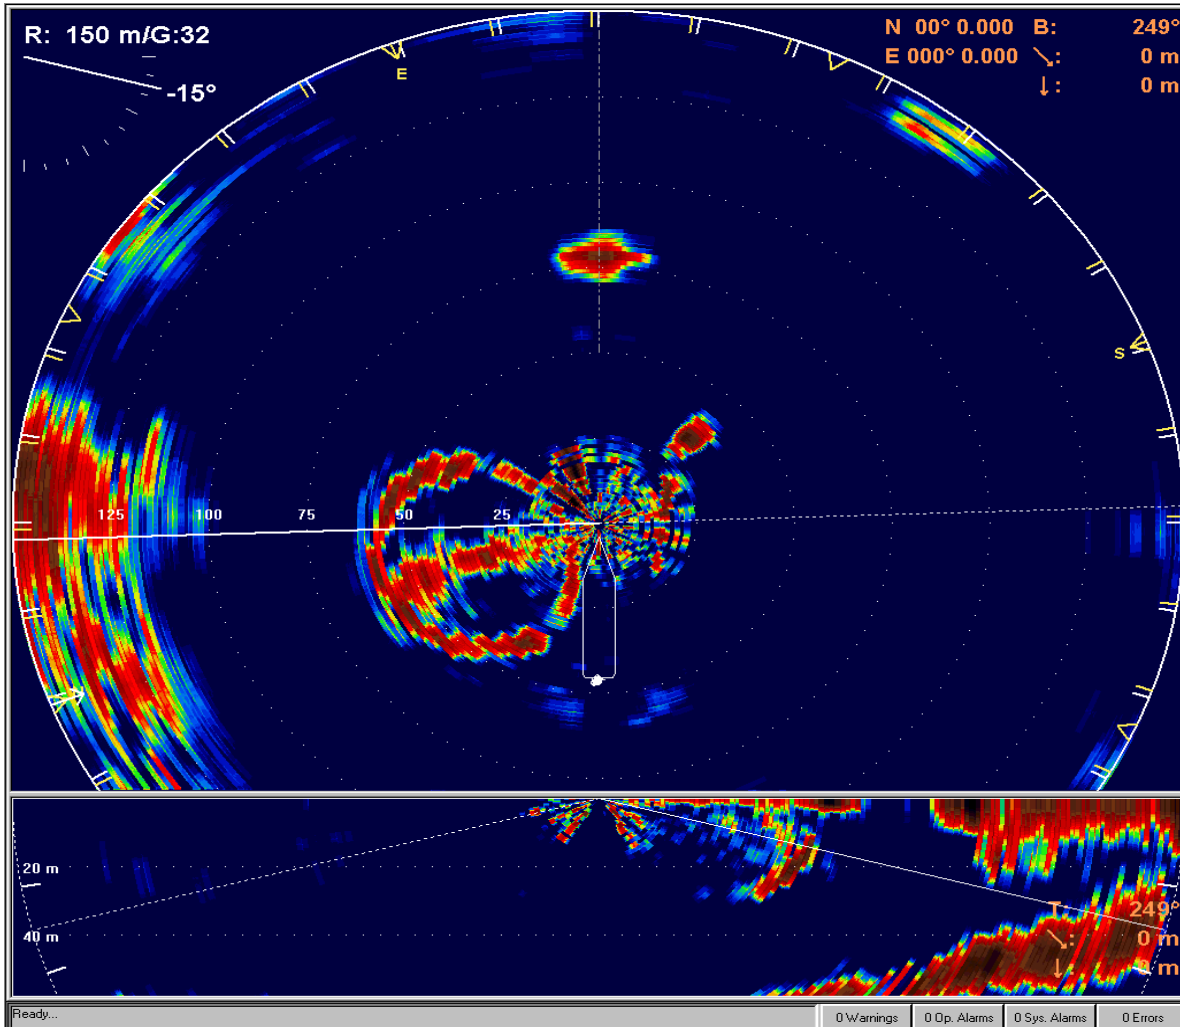 R: 150 m/G:32
-15°
N 00° 0.000 B: 249°
E 000° 0.000 ↘: 0 m
↓: 0 m
E
S
125 100 75 50 25
20 m
40 m
T: 249°
↘: 0 m
↓: 0 m
Ready...
0 Warnings 0 Op. Alarms 0 Sys. Alarms 0 Errors